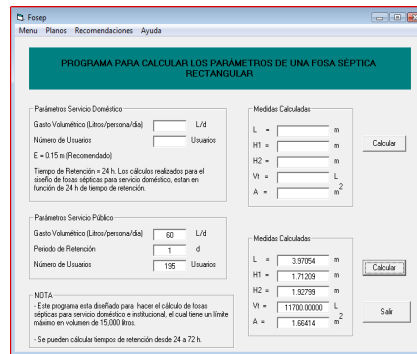 Fosep
Menu Planos Recomendaciones Ayuda
PROGRAMA PARA CALCULAR LOS PARÁMETROS DE UNA FOSA SÉPTICA
RECTANGULAR
Parámetros Servicio Doméstico
Gasto Volumétrico (Litros/persona/día) L/d
Número de Usuarios Usuarios
E = 0.15 m (Recomendado)
Tiempo de Retención = 24 h. Los cálculos realizados para el
siseño de fosas sépticas para servicio doméstico, estan en
función de 24 h de tiempo de retención.
Medidas Calculadas
L = m
H1 = m
H2 = m
Vt = L
A = m2
Calcular
Parámetros Servicio Público
Gasto Volumétrico (Litros/persona/día) 60 L/d
Periodo de Retención 1 d
Número de Usuarios 195 Usuarios
Medidas Calculadas
L = 3.97054 m
H1 = 1.71209 m
H2 = 1.92799 m
Vt = 11700.00000 L
A = 1.66414 m2
Calcular
Salir
NOTA
- Este programa esta diseñado para hacer el cálculo de fosas
sépticas para servicio doméstico e institucional, el cual tiene un límite
máximo en volumen de 15,000 litros.
- Se pueden cálcular tiempos de retención desde 24 a 72 h.